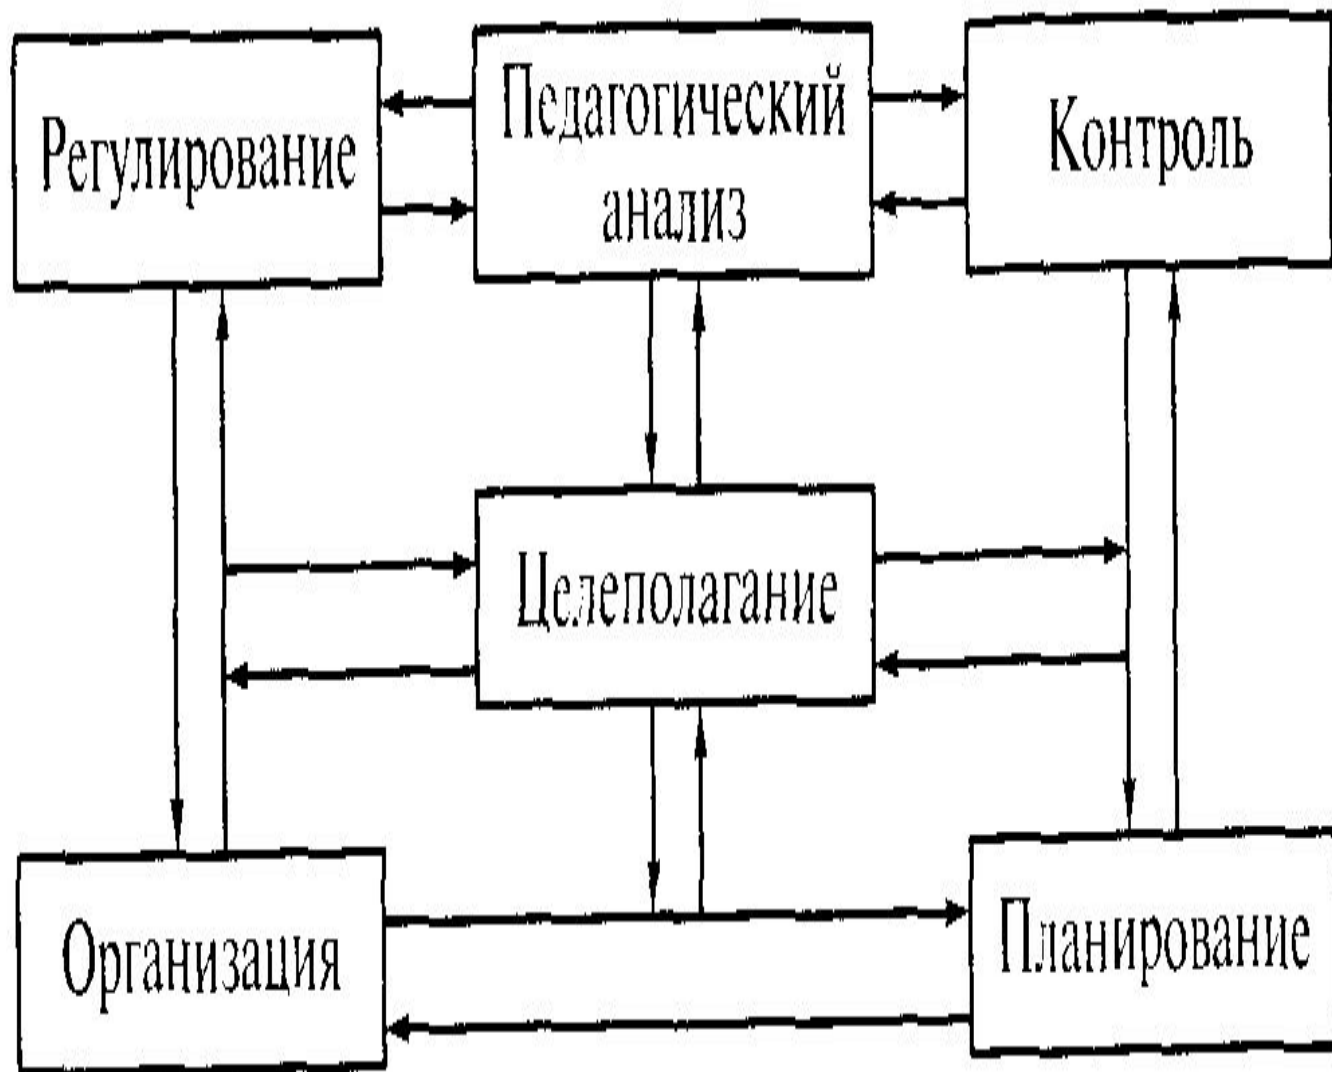 Регулирование
Педагогический
анализ
Контроль
Целеполагание
Организация
Планирование